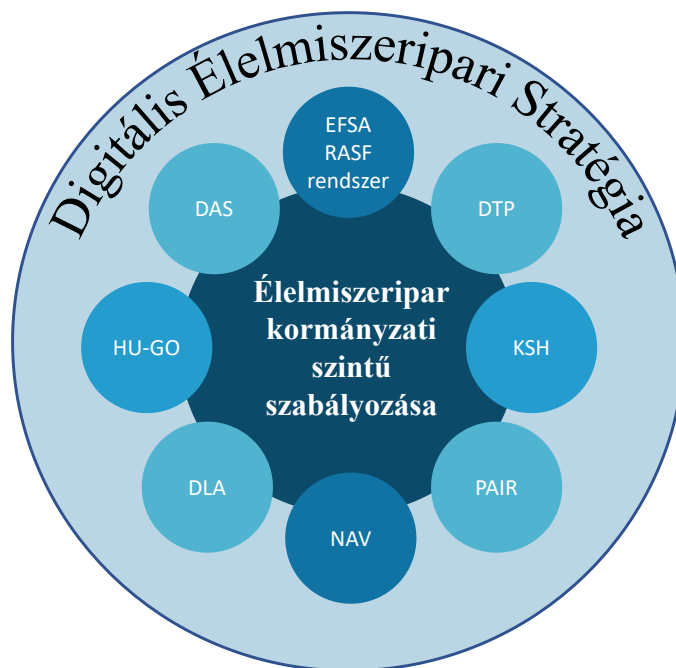 Digitális Élelmiszeripari Stratégia
EFSA
RASF
rendszer
DAS
DTP
Élelmiszeripar
kormányzati
szintű
szabályozása
HU-GO
KSH
DLA
PAIR
NAV